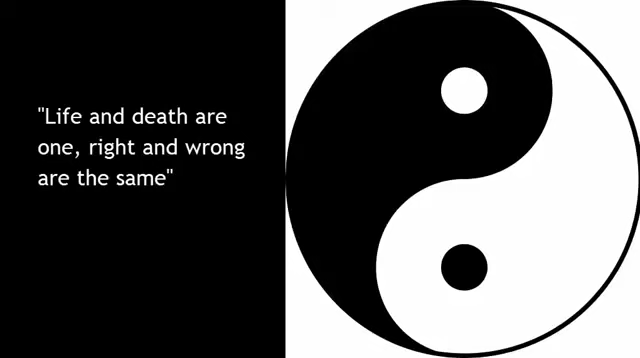 "Life and death are
one, right and wrong
are the same"